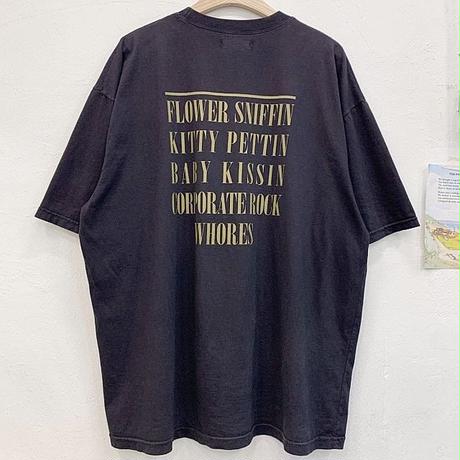 FLOWER SNIFFIN
KITTY PETTIN
BABY KISSIN
CORPORATE ROCK
WHORES